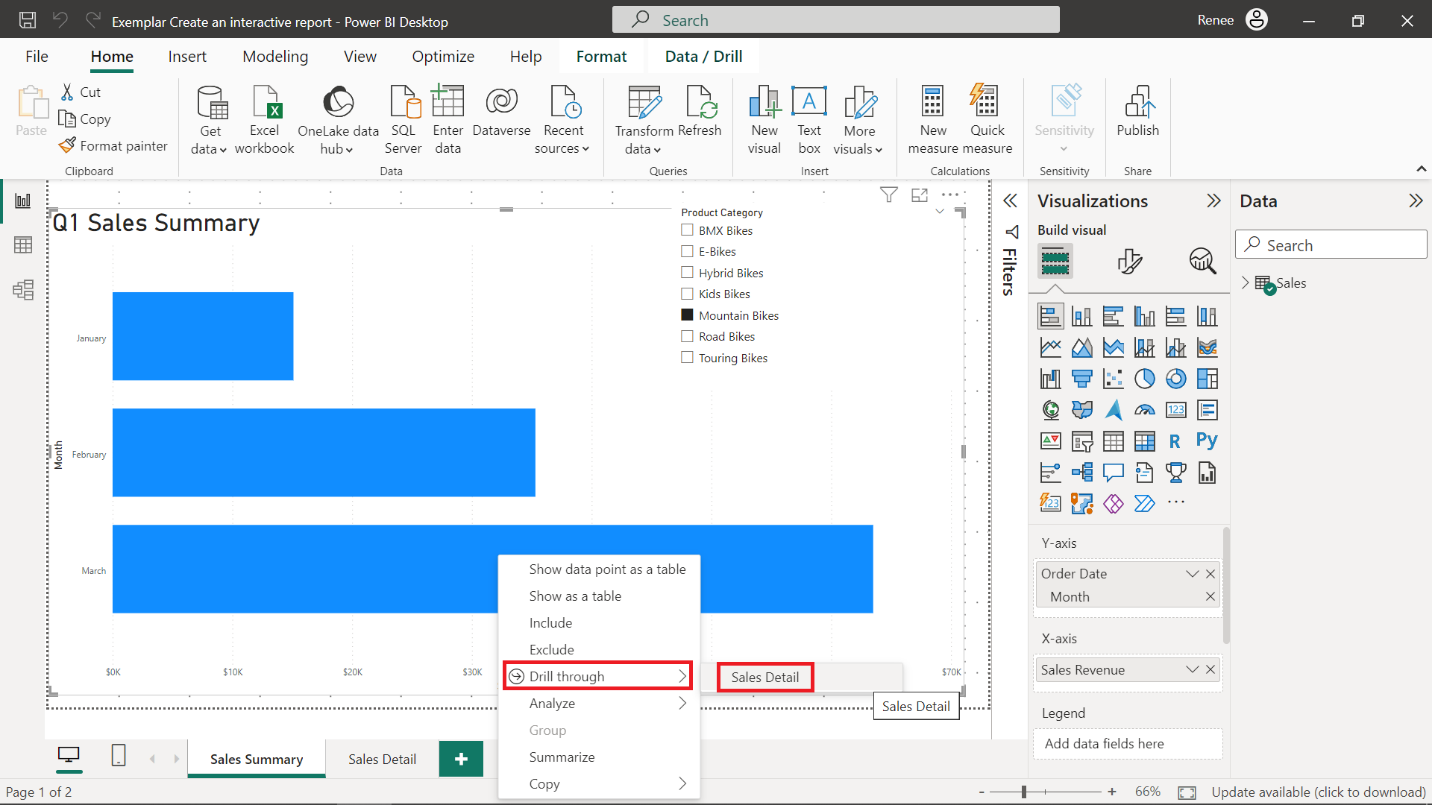 Exemplar Create an interactive report - Power BI Desktop
Search
Renee
File Home Insert Modeling View Optimize Help Format Data / Drill
Paste
Cut
Copy
Format painter
Clipboard
Get data
Excel workbook
OneLake data hub
SQL Server
Enter data
Dataverse
Recent sources
Data
Transform data
Refresh
Queries
New visual
Text box
More visuals
Insert
New measure
Quick measure
Calculations
Sensitivity
Sensitivity
Publish
Share
Q1 Sales Summary
Product Category
BMX Bikes
E-Bikes
Hybrid Bikes
Kids Bikes
Mountain Bikes
Road Bikes
Touring Bikes
Month
January
February
March
$0K $10K $20K $30K $70K
Show data point as a table
Show as a table
Include
Exclude
Drill through
Analyze
Group
Summarize
Copy
Sales Detail
Sales Detail
Filters
Visualizations
Build visual
123
R
Py
123
Y-axis
Order Date
Month
X-axis
Sales Revenue
Legend
Add data fields here
Data
Search
Sales
Sales Summary
Sales Detail
Page 1 of 2
- + 66%
Update available (click to download)